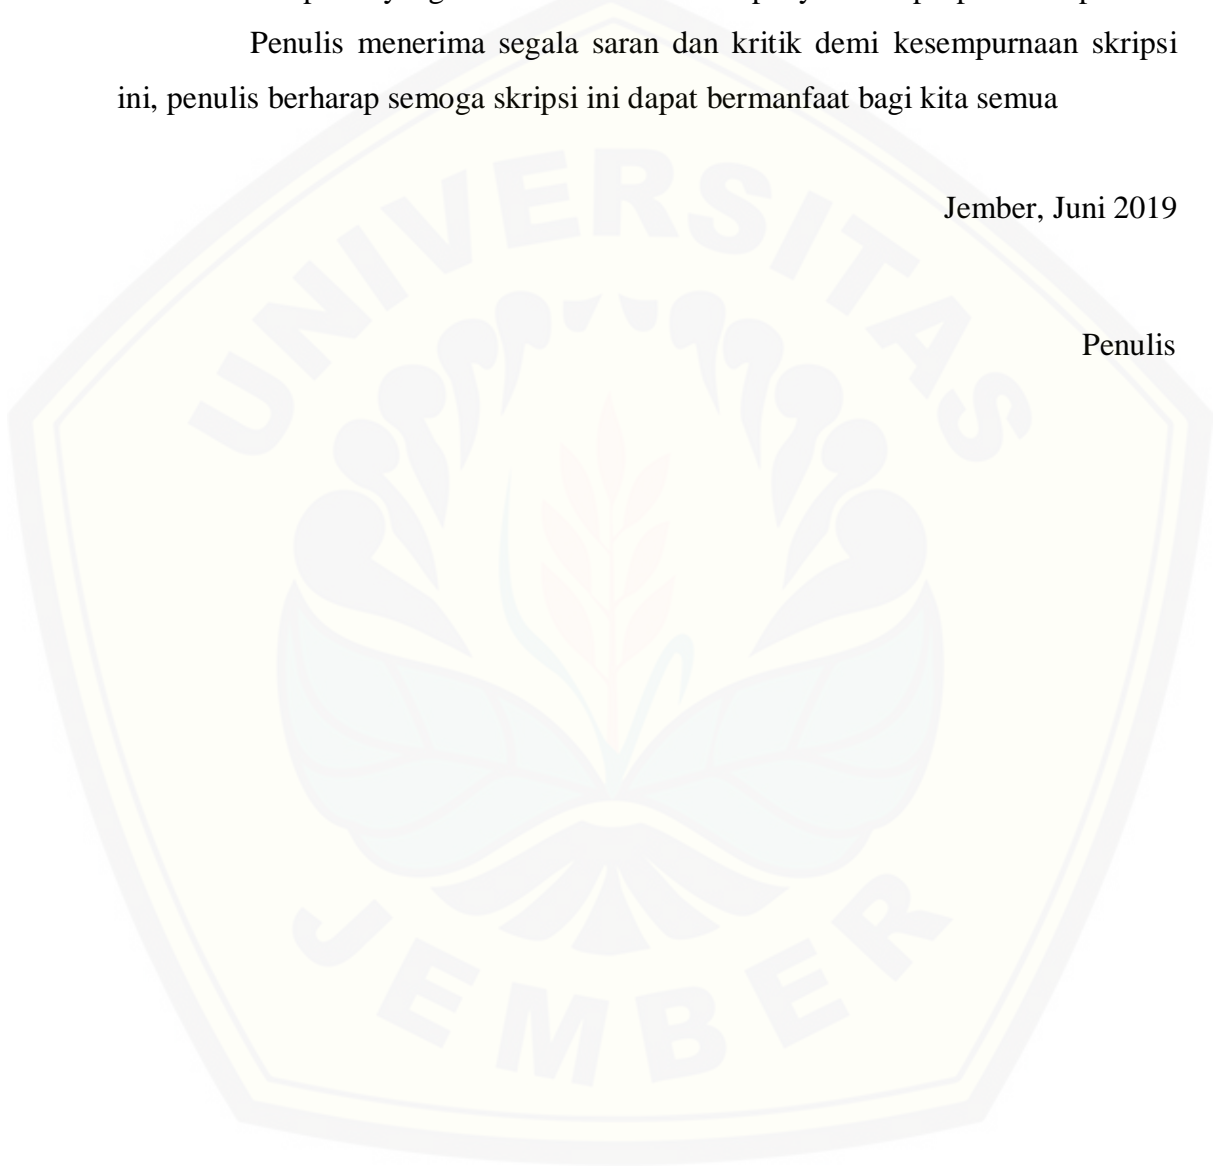 Penulis menerima segala saran dan kritik demi kesempurnaan skripsi
ini, penulis berharap semoga skripsi ini dapat bermanfaat bagi kita semua
Jember, Juni 2019
Penulis
UNIVERSITAS
JEMBER